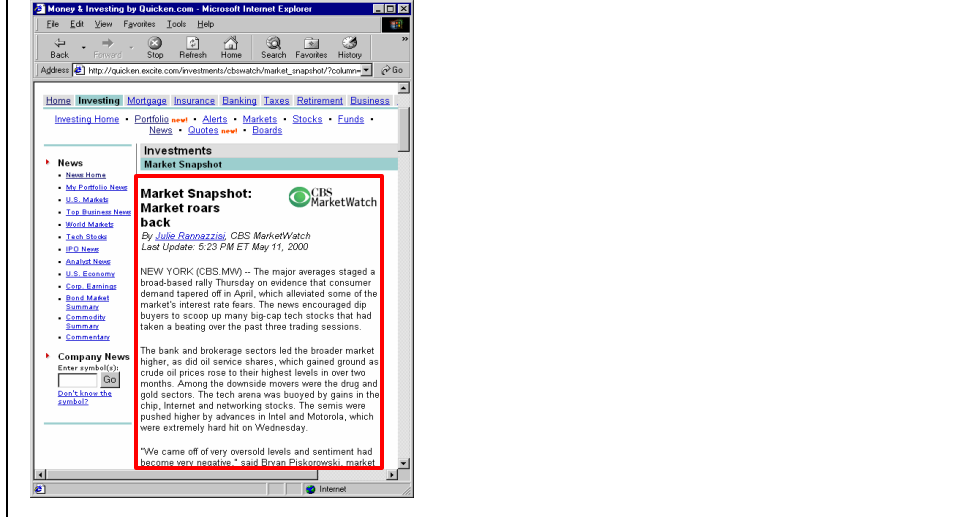 Money & Investing by Quicken.com - Microsoft Internet Explorer
File Edit View Favorites Tools Help
Back Forward Stop Refresh Home Search Favorites History »
Address http://quicken.excite.com/investments/cbswatch/market_snapshot/?column= Go
Home Investing Mortgage Insurance Banking Taxes Retirement Business
Investing Home • Portfolio new! • Alerts • Markets • Stocks • Funds •
News • Quotes new! • Boards
Investments
Market Snapshot
News
• News Home
• My Portfolio News
• U.S. Markets
• Top Business News
• World Markets
• Tech Stocks
• IPO News
• Analyst News
• U.S. Economy
• Corp. Earnings
• Bond Market
Summary
• Commodity
Summary
• Commentary
Company News
Enter symbol(s):
Go
Don't know the
symbol?
Market Snapshot:
Market roars
back
CBS
MarketWatch
By Julie Rannazzisi, CBS MarketWatch
Last Update: 5:23 PM ET May 11, 2000
NEW YORK (CBS.MW) -- The major averages staged a
broad-based rally Thursday on evidence that consumer
demand tapered off in April, which alleviated some of the
market's interest rate fears. The news encouraged dip
buyers to scoop up many big-cap tech stocks that had
taken a beating over the past three trading sessions.
The bank and brokerage sectors led the broader market
higher, as did oil service shares, which gained ground as
crude oil prices rose to their highest levels in over two
months. Among the downside movers were the drug and
gold sectors. The tech arena was buoyed by gains in the
chip, Internet and networking stocks. The semis were
pushed higher by advances in Intel and Motorola, which
were extremely hard hit on Wednesday.
"We came off of very oversold levels and sentiment had
become very negative," said Bryan Piskorowski, market
Internet